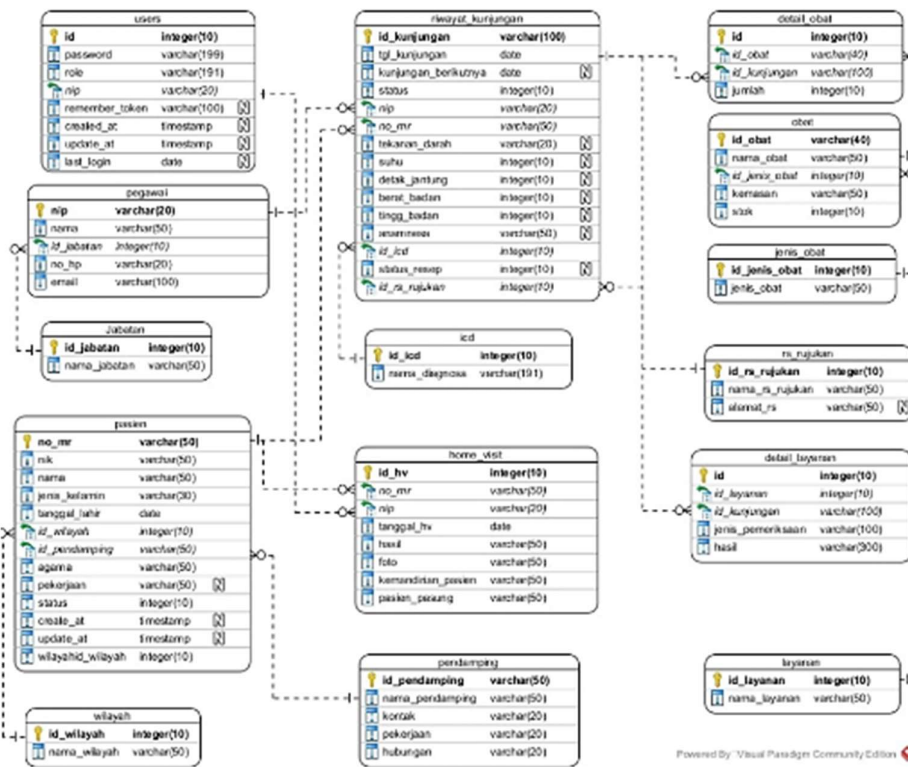 users
id integer(10)
password varchar(199)
role varchar(191)
nip varchar(20)
remember_token varchar(100) N
created_at timestamp N
update_at timestamp N
last_login date N
pegawai
nip varchar(20)
nama varchar(50)
id_jabatan integer(10)
no_hp varchar(20)
email varchar(100)
Jabatan
id_jabatan integer(10)
nama_jabatan varchar(50)
pasien
no_mr varchar(50)
nik varchar(50)
nama varchar(50)
jenis_kelamin varchar(30)
tanggal_lahir date
id_wilayah integer(10)
id_pendamping varchar(50)
agama varchar(50)
pekerjaan varchar(50) N
status integer(10)
create_at timestamp N
update_at timestamp N
wilayahid_wilayah integer(10)
wilayah
id_wilayah integer(10)
nama_wilayah varchar(50)
riwayat_kunjungan
id_kunjungan varchar(100)
tgl_kunjungan date
kunjungan_berikutnya date N
status integer(10)
nip varchar(20)
no_mr varchar(50)
tekanan_darah varchar(20) N
suhu integer(10) N
detak_jantung integer(10) N
berat_badan integer(10) N
tingg_badan integer(10) N
anamnesa varchar(50) N
id_icd integer(10)
status_resep integer(10) N
id_rs_rujukan integer(10)
icd
id_icd integer(10)
nama_diagnosa varchar(191)
home_visit
id_hv integer(10)
no_mr varchar(50)
nip varchar(20)
tanggal_hv date
hasil varchar(50)
foto varchar(50)
kemandirian_pasien varchar(50)
pasien_pasung varchar(50)
pendamping
id_pendamping varchar(50)
nama_pendamping varchar(50)
kontak varchar(20)
pekerjaan varchar(20)
hubungan varchar(20)
detail_obat
id integer(10)
id_obat varchar(40)
id_kunjungan varchar(100)
jumlah integer(10)
obat
id_obat varchar(40)
nama_obat varchar(50)
id_jenis_obat integer(10)
kemasan varchar(50)
stok integer(10)
jenis_obat
id_jenis_obat integer(10)
jenis_obat varchar(50)
rs_rujukan
id_rs_rujukan integer(10)
nama_rs_rujukan varchar(50)
alamat_rs varchar(50) N
detail_layanan
id integer(10)
id_layanan integer(10)
id_kunjungan varchar(100)
jenis_pemeriksaan varchar(100)
hasil varchar(300)
layanan
id_layanan integer(10)
nama_layanan varchar(50)
Powered By Visual Paradigm Community Edition